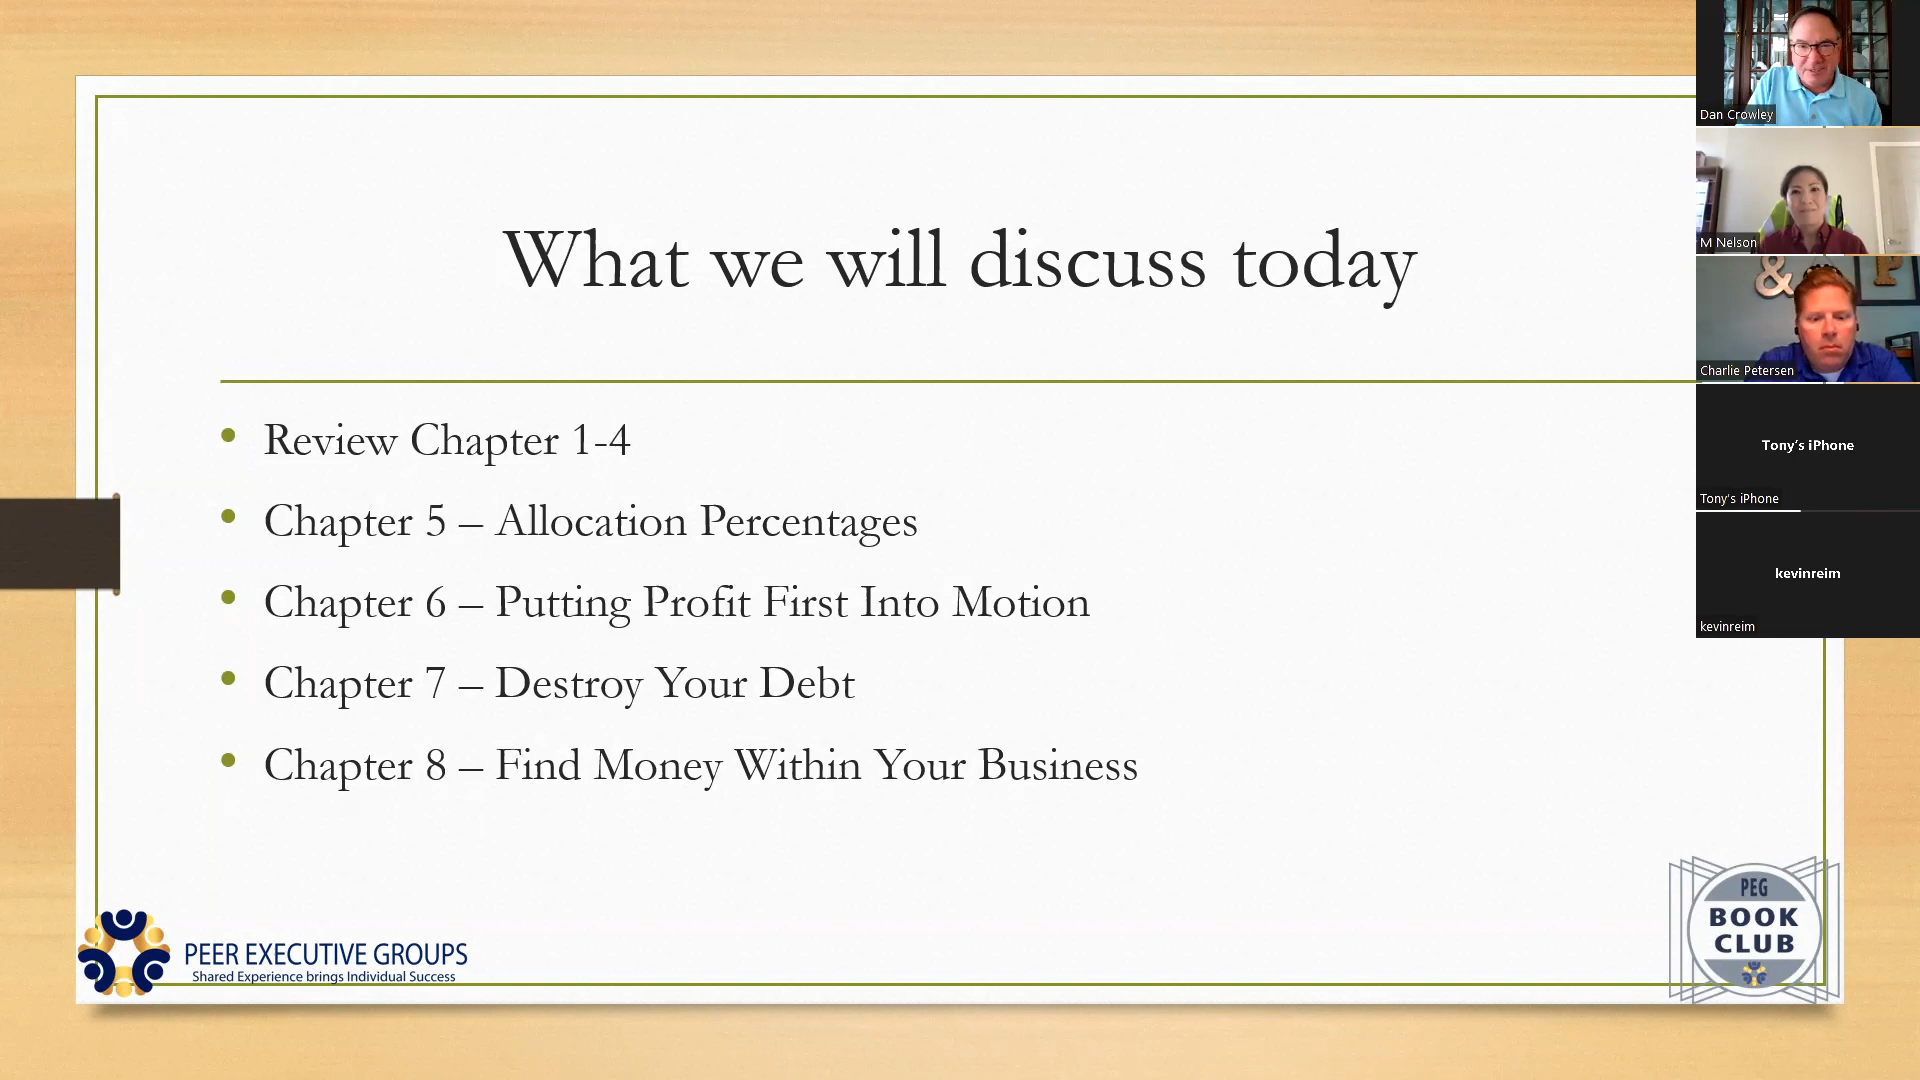 What we will discuss today
Review Chapter 1-4
Chapter 5 – Allocation Percentages
Chapter 6 – Putting Profit First Into Motion
Chapter 7 – Destroy Your Debt
Chapter 8 – Find Money Within Your Business
PEER EXECUTIVE GROUPS
Shared Experience brings Individual Success
PEG
BOOK
CLUB
Dan Crowley
M Nelson
& P
Charlie Petersen
Tony's iPhone
Tony's iPhone
kevinreim
kevinreim